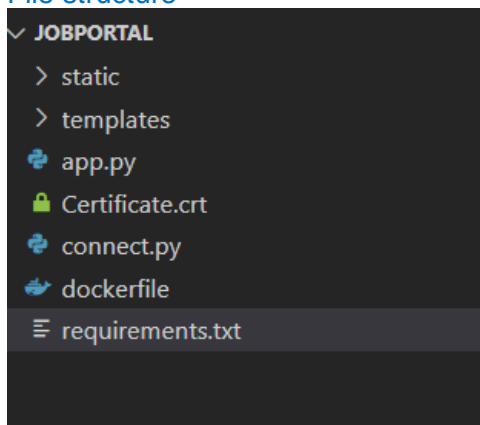 File structure
JOBPORTAL
static
templates
app.py
Certificate.crt
connect.py
dockerfile
requirements.txt